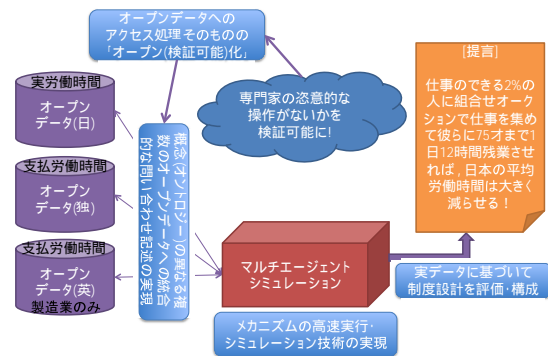 オープンデータへの
アクセス処理そのものの
「オープン(検証可能)化」
実労働時間
オープン
データ(日)
支払労働時間
オープン
データ(独)
支払労働時間
オープン
データ(英)
製造業のみ
概念(オントロジー)の異なる複
数のオープンデータへの統合
的な問い合わせ記述の実現
専門家の恣意的な
操作がないかを
検証可能に!
マルチエージェント
シミュレーション
メカニズムの高速実行・
シミュレーション技術の実現
[提言]
仕事のできる2%の
人に組合せオーク
ションで仕事を集め
て彼らに75才まで1
日12時間残業させ
れば，日本の平均
労働時間は大きく
減らせる！
実データに基づいて
制度設計を評価・構成